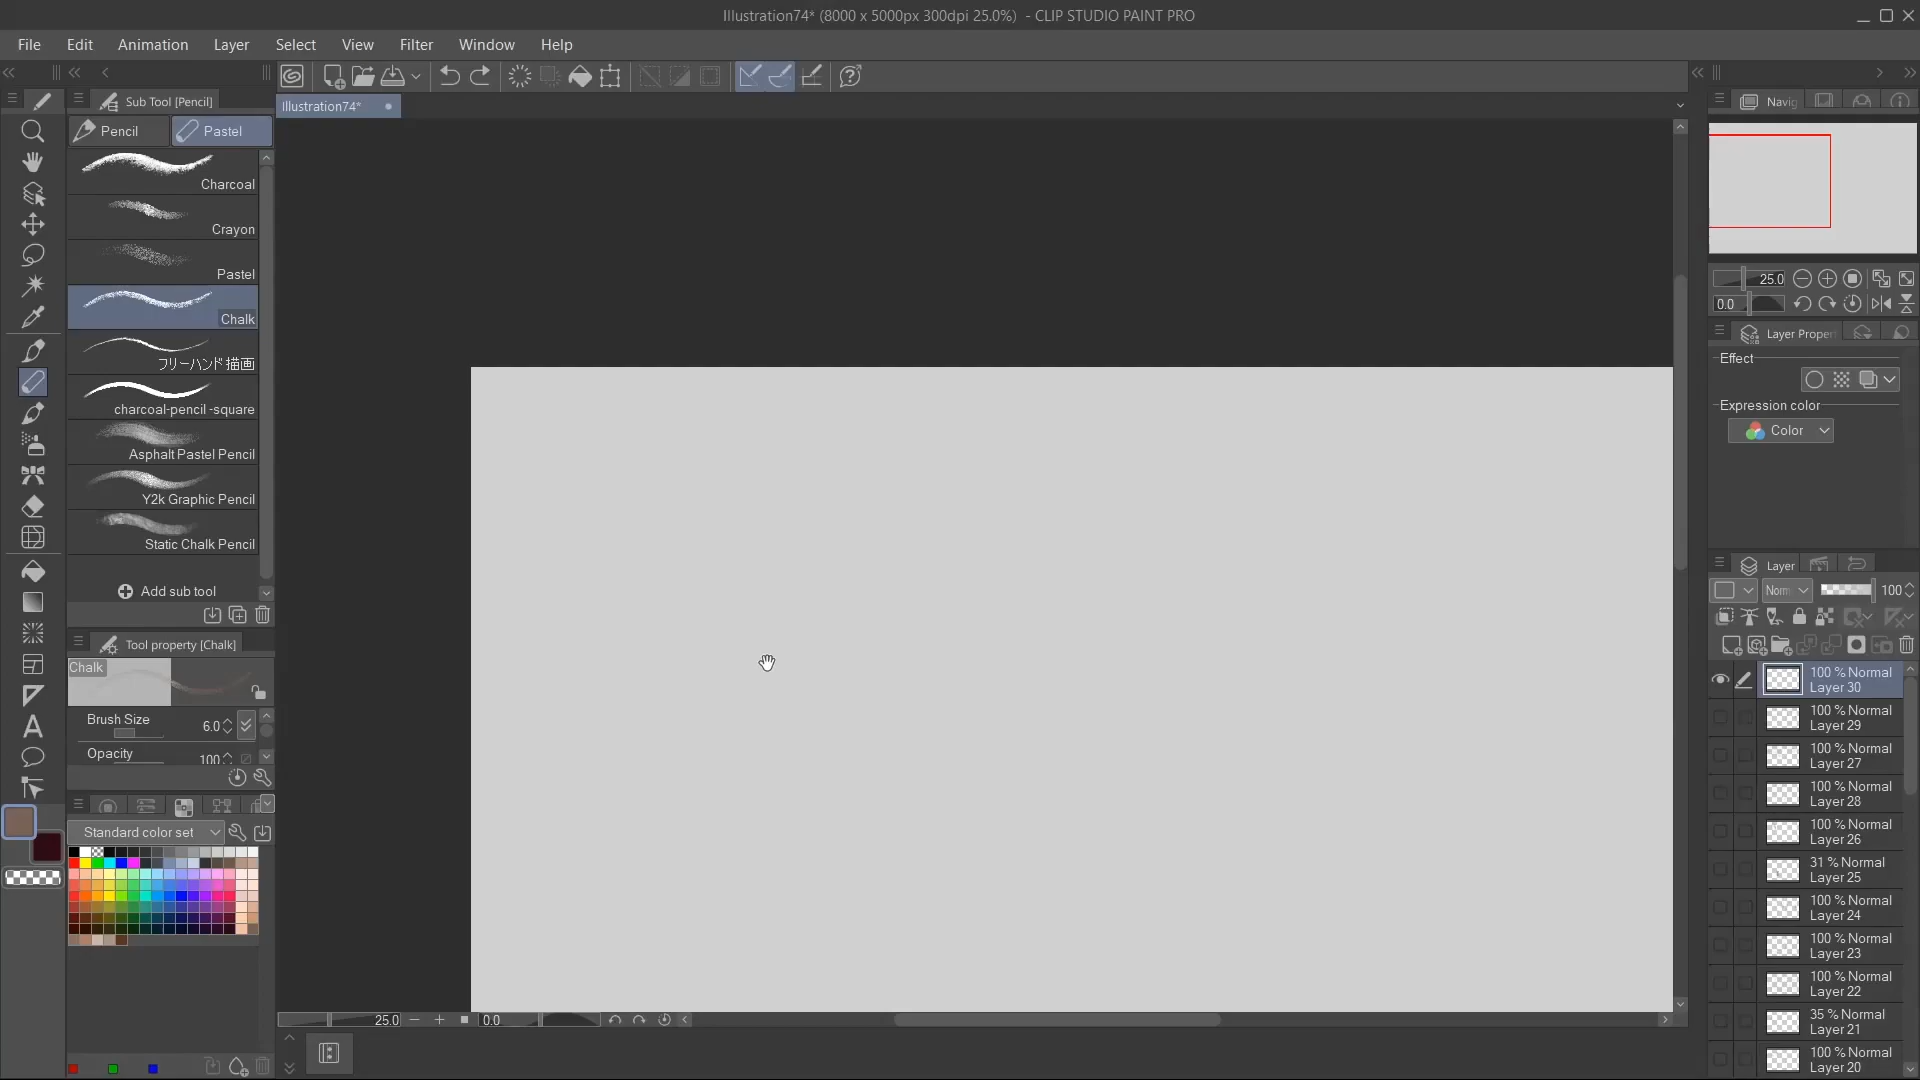 Illustration74* (8000 x 5000px 300dpi 25.0%) - CLIP STUDIO PAINT PRO
File Edit Animation Layer Select View Filter Window Help
Sub Tool [Pencil]
Illustration74*
Navig
Pencil
Pastel
Charcoal
Crayon
Pastel
Chalk
フリーハンド描画
charcoal-pencil -square
Asphalt Pastel Pencil
Y2k Graphic Pencil
Static Chalk Pencil
Add sub tool
Tool property [Chalk]
Chalk
Brush Size 6.0
Opacity 100
Standard color set
25.0
0.0
25.0
0.0
Layer Proper
Effect
Expression color
Color
Layer
Norm 100
100 % Normal
Layer 30
100 % Normal
Layer 29
100 % Normal
Layer 27
100 % Normal
Layer 28
100 % Normal
Layer 26
31 % Normal
Layer 25
100 % Normal
Layer 24
100 % Normal
Layer 23
100 % Normal
Layer 22
35 % Normal
Layer 21
100 % Normal
Layer 20